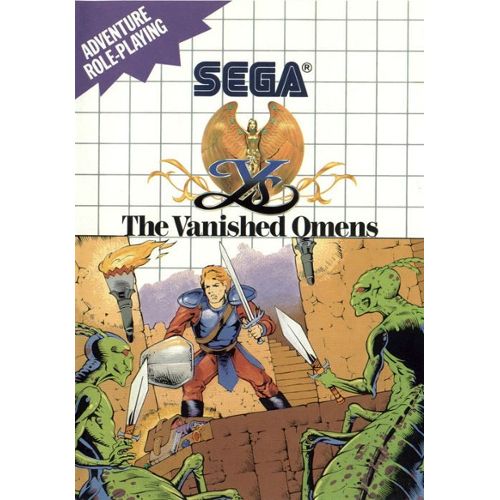 ADVENTURE
ROLE-PLAYING
SEGA®
Ys
The Vanished Omens